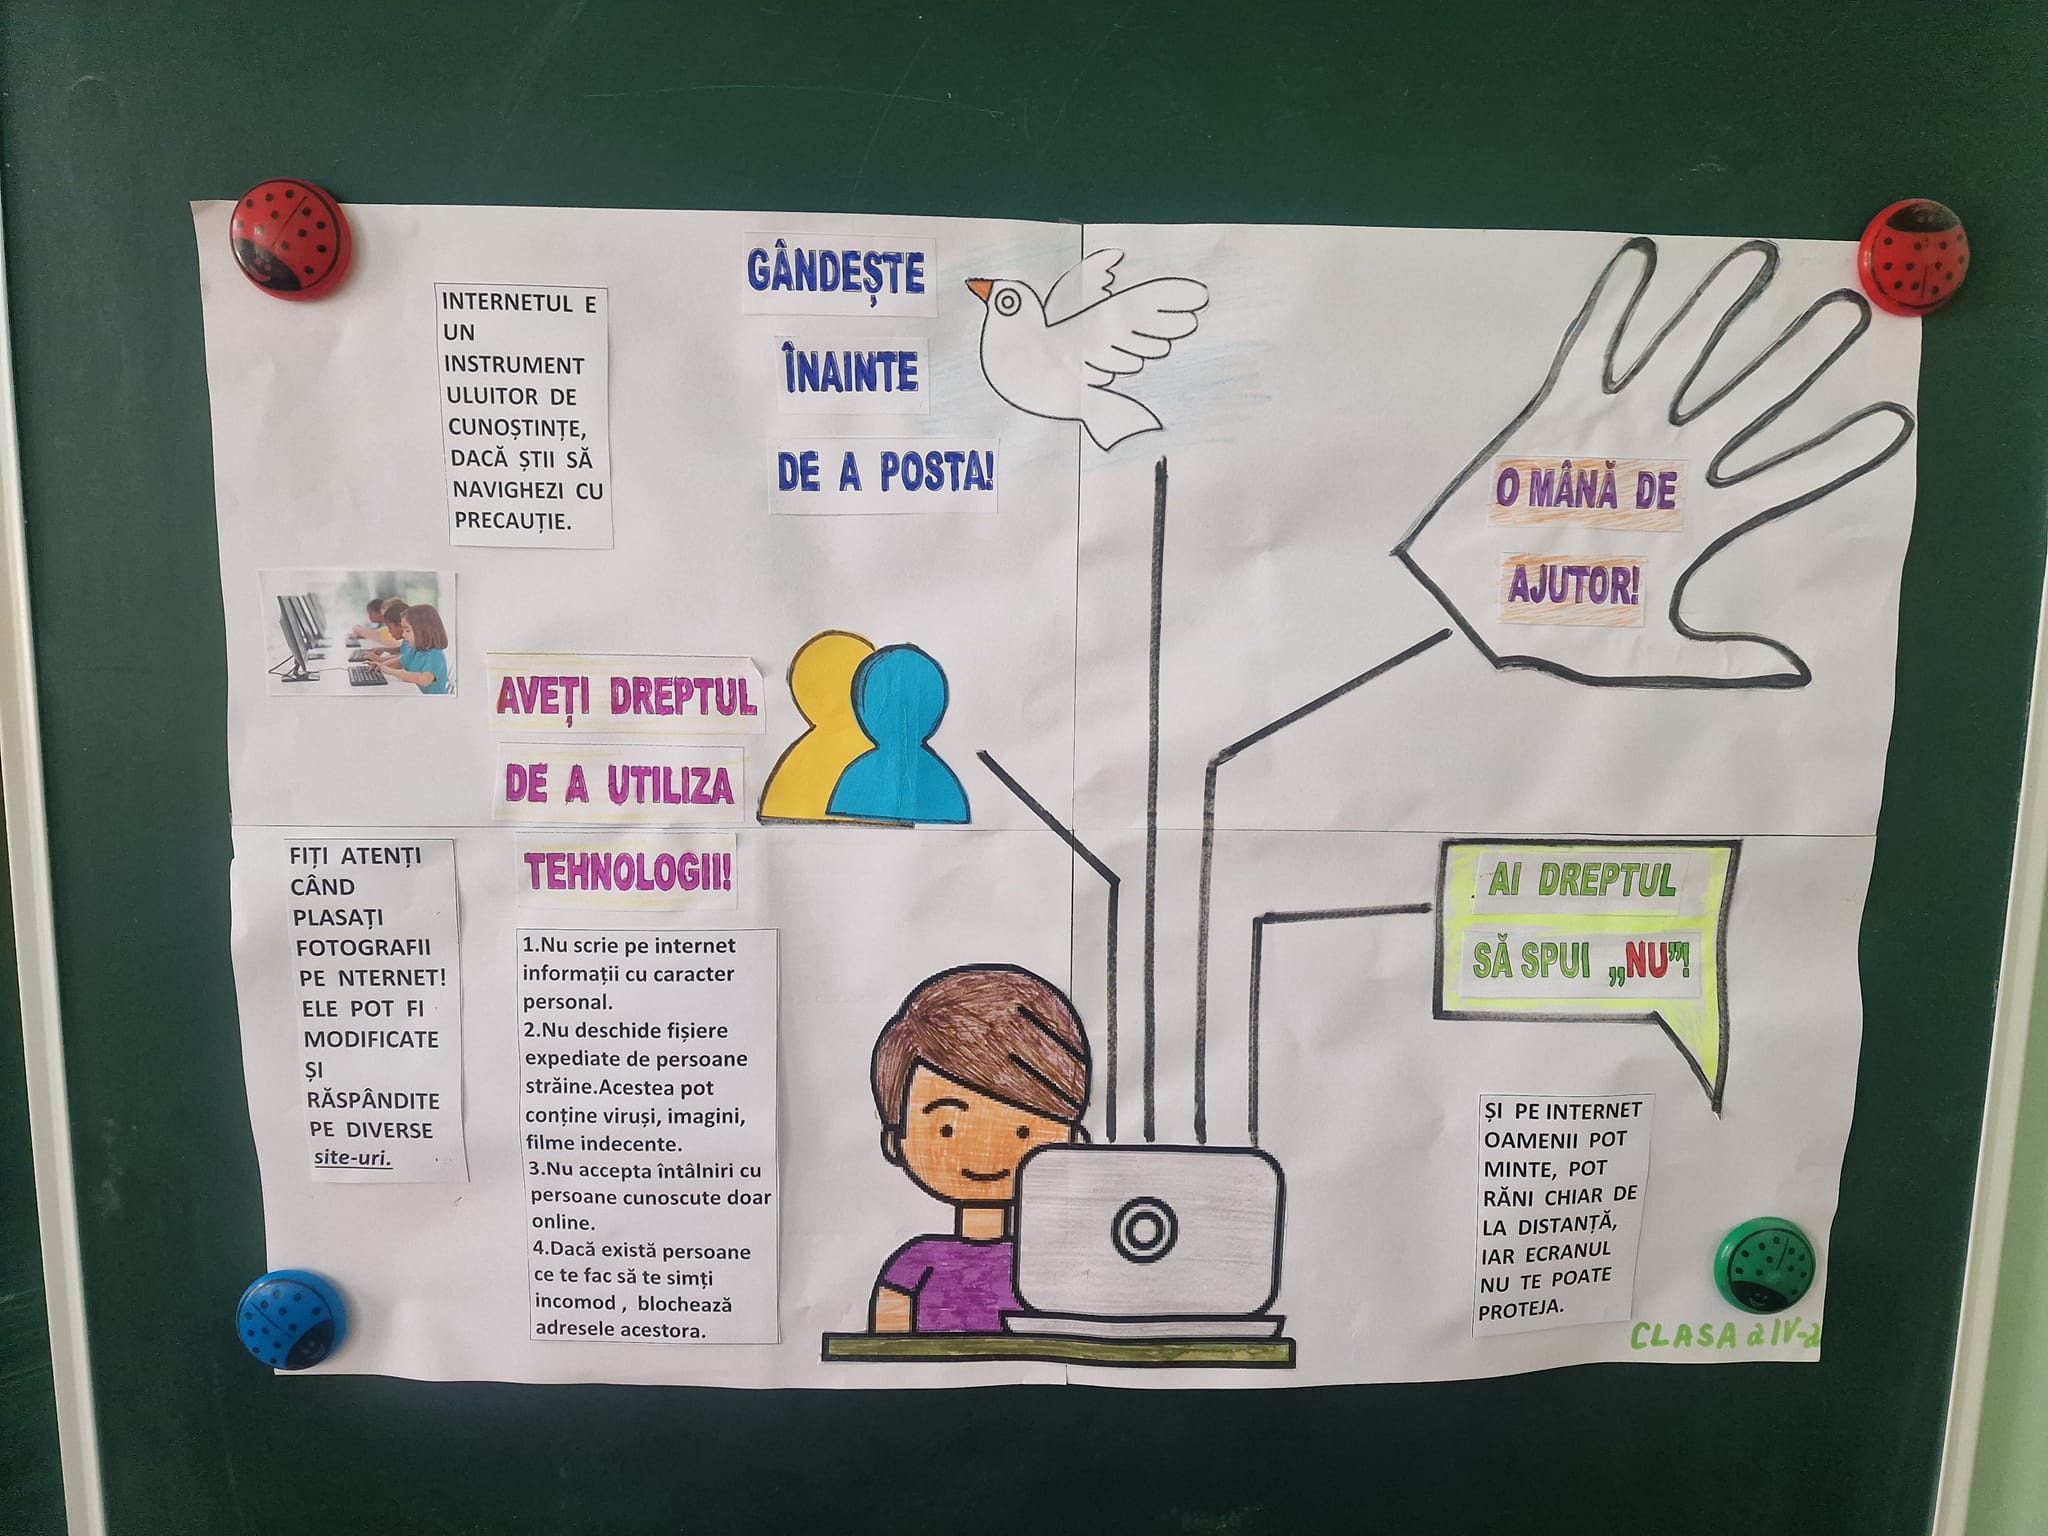 INTERNETUL E
UN
INSTRUMENT
ULUITOR DE
CUNOȘTINȚE,
DACĂ ȘTII SĂ
NAVIGHEZI CU
PRECAUȚIE.
GÂNDEȘTE
ÎNAINTE
DE A POSTA!
O MÂNĂ DE
AJUTOR!
AVEȚI DREPTUL
DE A UTILIZA
TEHNOLOGII!
FIȚI ATENȚI
CÂND
PLASAȚI
FOTOGRAFII
PE NTERNET!
ELE POT FI
MODIFICATE
ȘI
RĂSPÂNDITE
PE DIVERSE
site-uri.
1.Nu scrie pe internet
informații cu caracter
personal.
2.Nu deschide fișiere
expediate de persoane
străine.Acestea pot
conține viruși, imagini,
filme indecente.
3.Nu accepta întâlniri cu
persoane cunoscute doar
online.
4.Dacă există persoane
ce te fac să te simți
incomod , blochează
adresele acestora.
AI DREPTUL
SĂ SPUI „NU”!
ȘI PE INTERNET
OAMENII POT
MINTE, POT
RĂNI CHIAR DE
LA DISTANȚĂ,
IAR ECRANUL
NU TE POATE
PROTEJA.
CLASA a IV-a